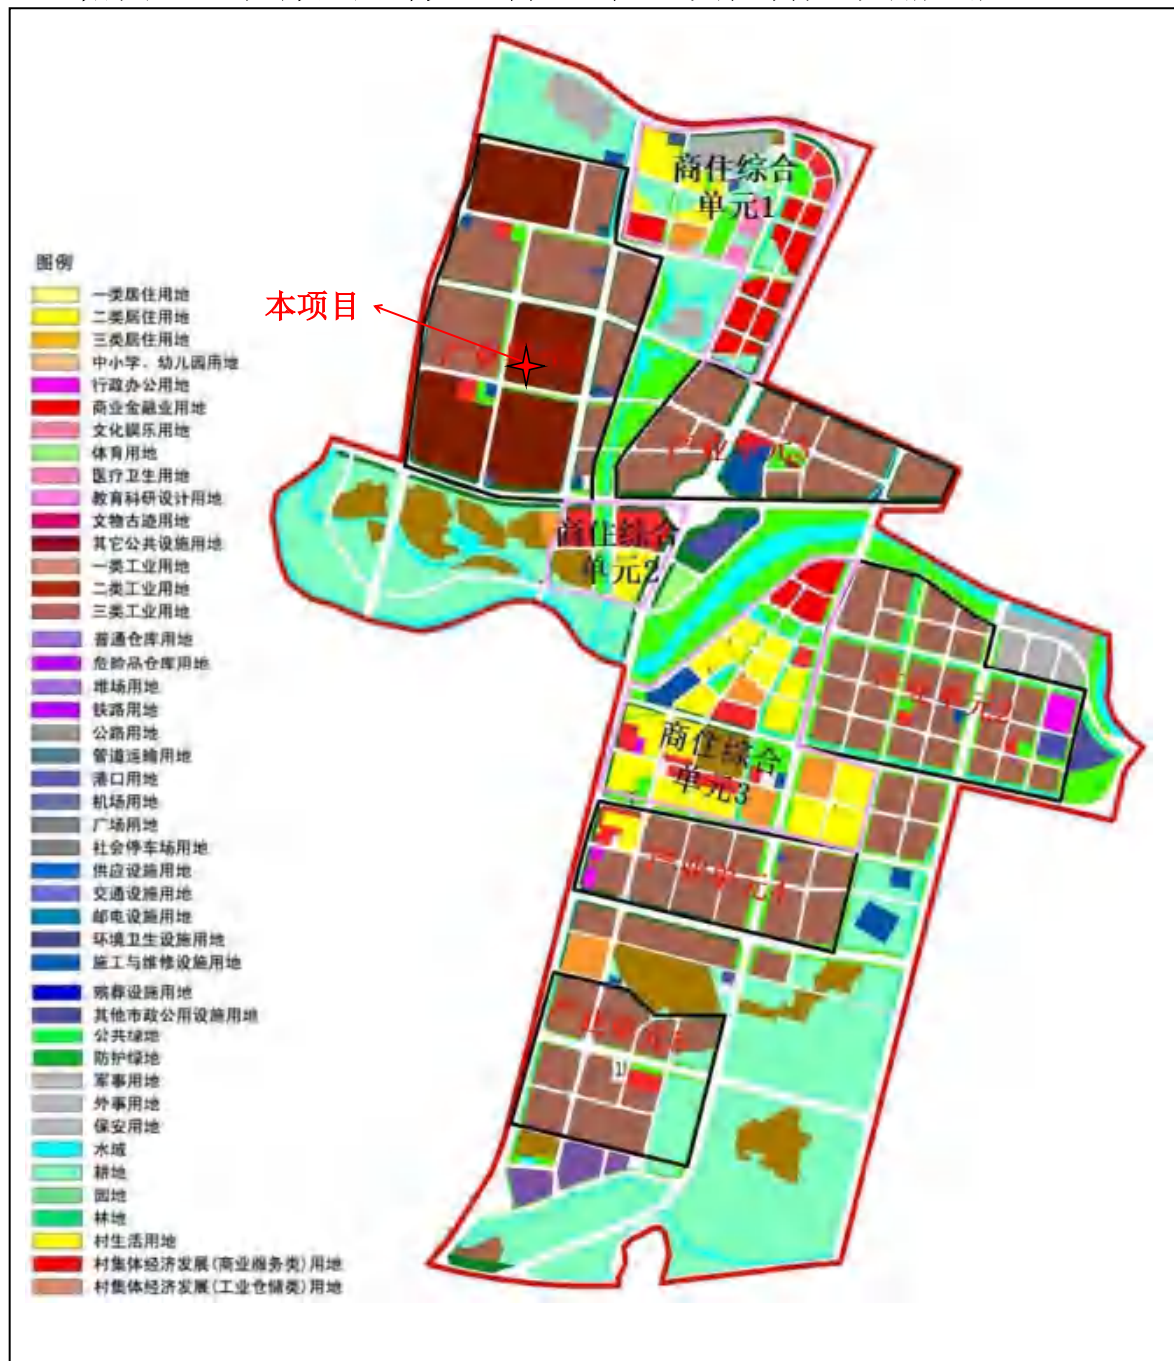 图例
一类居住用地
二类居住用地
三类居住用地
中小学、幼儿园用地
行政办公用地
商业金融业用地
文化娱乐用地
体育用地
医疗卫生用地
教育科研设计用地
文物古迹用地
其它公共设施用地
一类工业用地
二类工业用地
三类工业用地
普通仓库用地
危险品仓库用地
堆场用地
铁路用地
公路用地
管道运输用地
港口用地
机场用地
广场用地
社会停车场用地
供应设施用地
交通设施用地
邮电设施用地
环境卫生设施用地
施工与维修设施用地
殡葬设施用地
其他市政公用设施用地
公共绿地
防护绿地
军事用地
外事用地
保安用地
水域
耕地
园地
林地
村生活用地
村集体经济发展(商业服务类)用地
村集体经济发展(工业仓储类)用地
本项目
商住综合
单元1
产业单元3
商住综合
单元2
产业单元2
商住综合
单元3